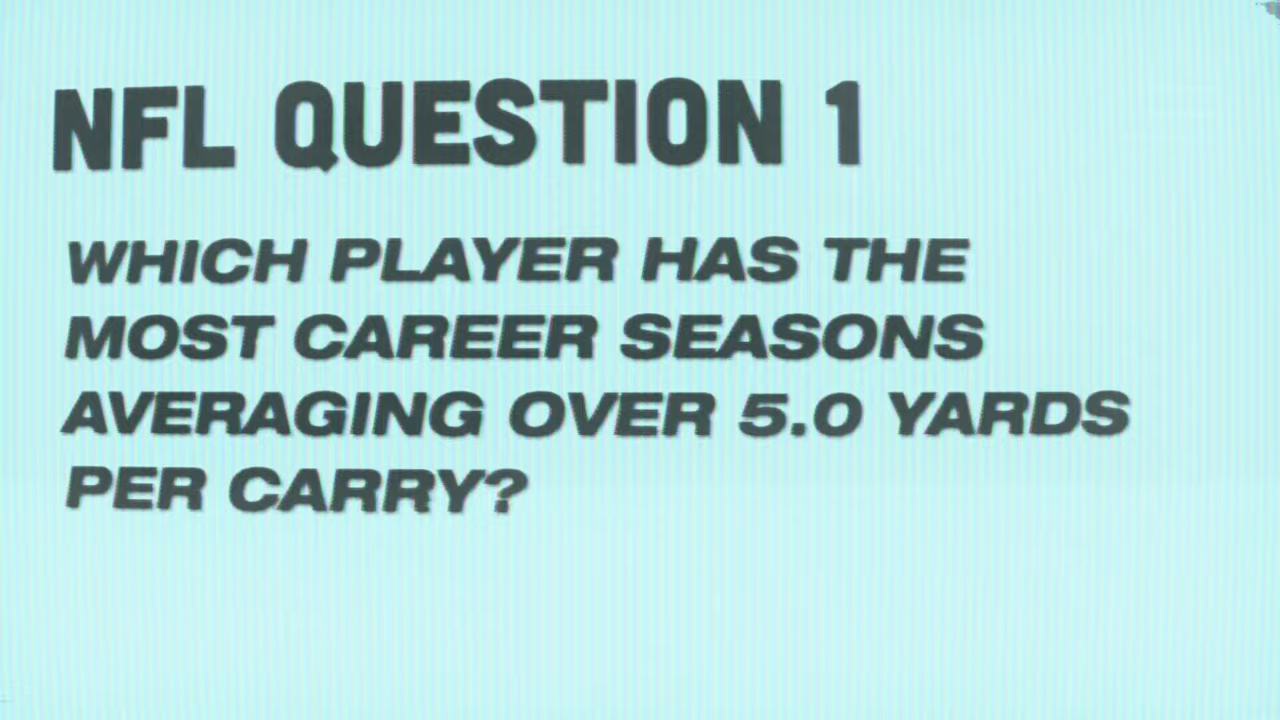 NFL QUESTION 1
WHICH PLAYER HAS THE
MOST CAREER SEASONS
AVERAGING OVER 5.0 YARDS
PER CARRY?